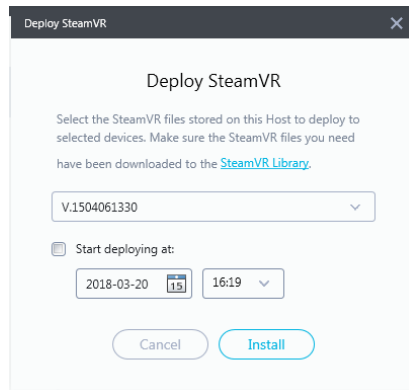 Deploy SteamVR
Deploy SteamVR
Select the SteamVR files stored on this Host to deploy to
selected devices. Make sure the SteamVR files you need
have been downloaded to the SteamVR Library.
V.1504061330
Start deploying at:
2018-03-20 15 16:19
Cancel Install